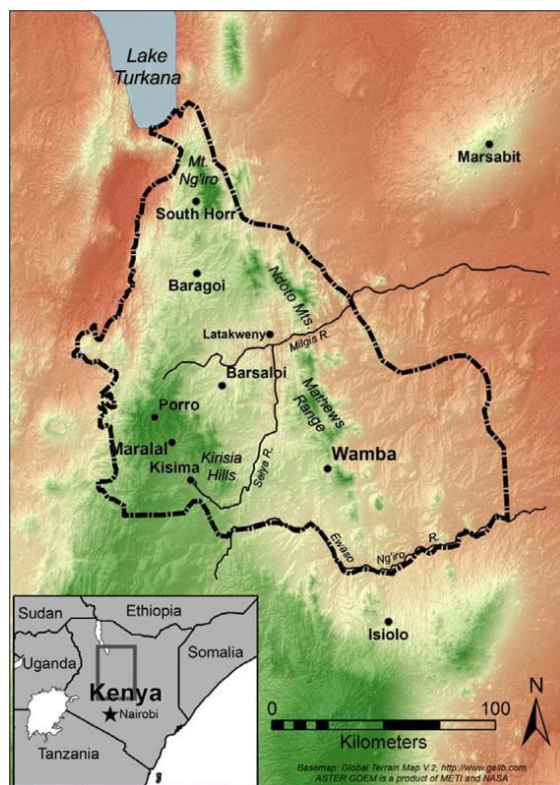 Lake
Turkana
Marsabit
Mt.
Ng'iro
South Horr
Baragoi
Ndoto Mts.
Latakweny
Milgis R.
Barsaloi
Mathews
Range
Porro
Maralal
Kisima
Kirisia
Hills
Selya R.
Wamba
Ewaso
Ng'iro
R.
Isiolo
Sudan
Ethiopia
Uganda
Somalia
Kenya
Nairobi
Tanzania
N
0
100
Kilometers
Basemap: Global Terrain Map V.2; http://www.gelib.com
ASTER GDEM is a product of METI and NASA